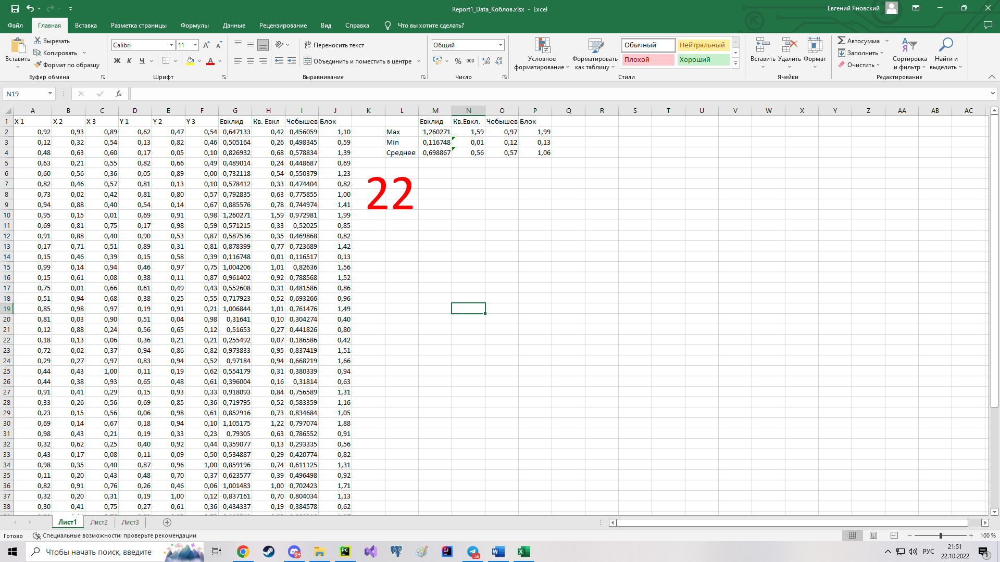 Report1_Data_Коблов.xlsx - Excel
Евгений Яновский
Файл Главная Вставка Разметка страницы Формулы Данные Рецензирование Вид Справка Что вы хотите сделать?
Вставить
Вырезать
Копировать
Формат по образцу
Буфер обмена
Calibri 11
Ж К Ч А
Шрифт
Переносить текст
Объединить и поместить в центре
Выравнивание
Общий
% 000
Число
Условное форматирование
Форматировать как таблицу
Обычный Нейтральный
Плохой Хороший
Стили
Вставить Удалить Формат
Ячейки
Автосумма
Заполнить
Очистить
Сортировка и фильтр
Найти и выделить
Редактирование
N19 fx
A B C D E F G H I J K L M N O P Q R S T U V W X Y Z AA AB AC
1 X 1 X 2 X 3 Y 1 Y 2 Y 3 Евклид Кв. Евкл Чебышев Блок Евклид Кв.Евкл. Чебышев Блок
2 0,92 0,93 0,89 0,62 0,47 0,54 0,647133 0,42 0,456059 1,10 Max 1,260271 1,59 0,97 1,99
3 0,12 0,32 0,54 0,13 0,82 0,46 0,505164 0,26 0,498345 0,59 Min 0,116748 0,01 0,12 0,13
4 0,48 0,63 0,60 0,17 0,05 0,10 0,826932 0,68 0,578834 1,39 Среднее 0,698867 0,56 0,57 1,06
5 0,63 0,21 0,55 0,82 0,66 0,49 0,489014 0,24 0,448687 0,69
6 0,60 0,56 0,36 0,05 0,89 0,00 0,732118 0,54 0,550379 1,23
7 0,82 0,46 0,57 0,81 0,13 0,10 0,578412 0,33 0,474404 0,82
22
8 0,73 0,02 0,42 0,81 0,80 0,57 0,792835 0,63 0,775855 1,00
9 0,94 0,88 0,40 0,54 0,14 0,67 0,885576 0,78 0,744974 1,41
10 0,95 0,15 0,01 0,69 0,91 0,98 1,260271 1,59 0,972981 1,99
11 0,69 0,81 0,75 0,17 0,98 0,59 0,571215 0,33 0,52025 0,85
12 0,91 0,88 0,40 0,90 0,53 0,87 0,587536 0,35 0,469868 0,82
13 0,17 0,71 0,51 0,89 0,31 0,81 0,878399 0,77 0,723689 1,42
14 0,15 0,46 0,39 0,15 0,58 0,39 0,116748 0,01 0,116517 0,13
15 0,99 0,14 0,94 0,46 0,97 0,75 1,004206 1,01 0,82636 1,56
16 0,15 0,61 0,08 0,38 0,11 0,87 0,961402 0,92 0,788568 1,52
17 0,75 0,01 0,66 0,61 0,49 0,43 0,552608 0,31 0,481586 0,86
18 0,51 0,94 0,68 0,38 0,25 0,55 0,717923 0,52 0,693266 0,96
19 0,85 0,98 0,97 0,19 0,91 0,21 1,006844 1,01 0,761476 1,49
20 0,81 0,03 0,90 0,51 0,04 0,98 0,31641 0,10 0,304274 0,40
21 0,12 0,88 0,24 0,56 0,65 0,12 0,51653 0,27 0,441826 0,80
22 0,18 0,13 0,06 0,36 0,21 0,21 0,255492 0,07 0,186586 0,42
23 0,72 0,02 0,37 0,94 0,86 0,82 0,973833 0,95 0,837419 1,51
24 0,29 0,27 0,97 0,83 0,94 0,52 0,97184 0,94 0,668219 1,66
25 0,44 0,43 1,00 0,11 0,19 0,62 0,554179 0,31 0,380339 0,94
26 0,44 0,38 0,93 0,65 0,48 0,61 0,396004 0,16 0,31814 0,63
27 0,91 0,41 0,29 0,15 0,93 0,33 0,918093 0,84 0,756589 1,31
28 0,33 0,26 0,56 0,69 0,85 0,36 0,719795 0,52 0,583359 1,16
29 0,23 0,15 0,56 0,06 0,98 0,61 0,852916 0,73 0,834684 1,05
30 0,69 0,14 0,67 0,18 0,94 0,10 1,105175 1,22 0,797074 1,88
31 0,98 0,43 0,21 0,19 0,33 0,23 0,79305 0,63 0,786552 0,91
32 0,32 0,62 0,25 0,40 0,92 0,44 0,359077 0,13 0,293335 0,56
33 0,43 0,17 0,08 0,11 0,09 0,50 0,534887 0,29 0,420774 0,82
34 0,98 0,35 0,40 0,87 0,96 1,00 0,859196 0,74 0,611125 1,31
35 0,11 0,20 0,43 0,48 0,70 0,37 0,623577 0,39 0,496498 0,92
36 0,82 0,91 0,76 0,26 0,46 0,06 1,001483 1,00 0,702423 1,71
37 0,32 0,20 0,31 0,19 1,00 0,12 0,837161 0,70 0,804034 1,13
38 0,30 0,41 0,75 0,27 0,61 0,36 0,434337 0,19 0,384578 0,62
Лист1 Лист2 Лист3
Готово Специальные возможности: проверьте рекомендации 100 %
Чтобы начать поиск, введите
РУС
21:51
22.10.2022